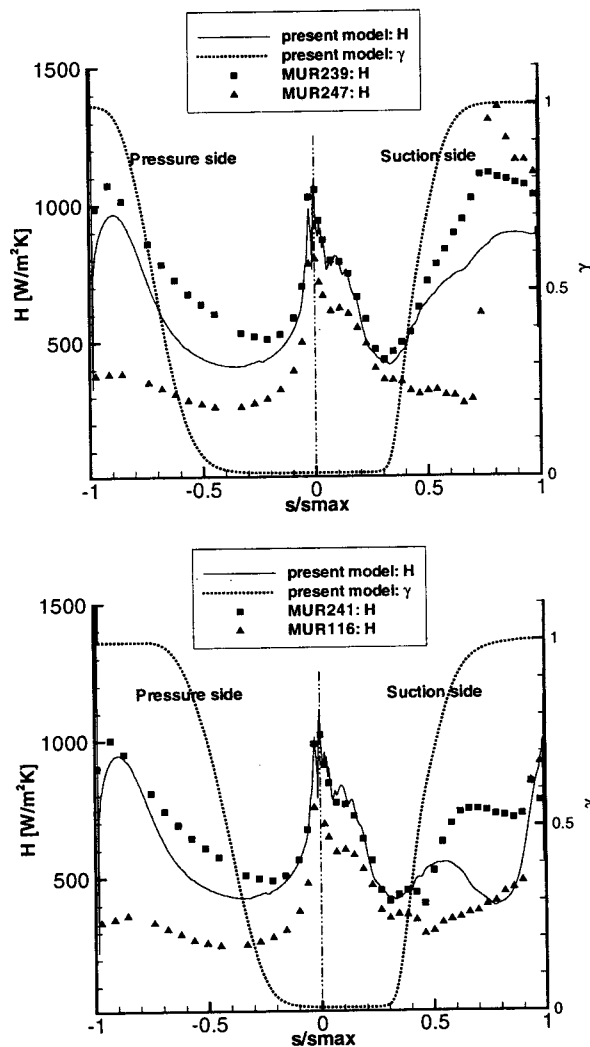 present model: H
present model: γ
MUR239: H
MUR247: H
1500
1000
500
H [W/m²K]
Pressure side
Suction side
1
0.5
0
γ
-1
-0.5
0
0.5
1
s/smax
present model: H
present model: γ
MUR241: H
MUR116: H
1500
1000
500
H [W/m²K]
Pressure side
Suction side
1
0.5
0
γ
-1
-0.5
0
0.5
1
s/smax